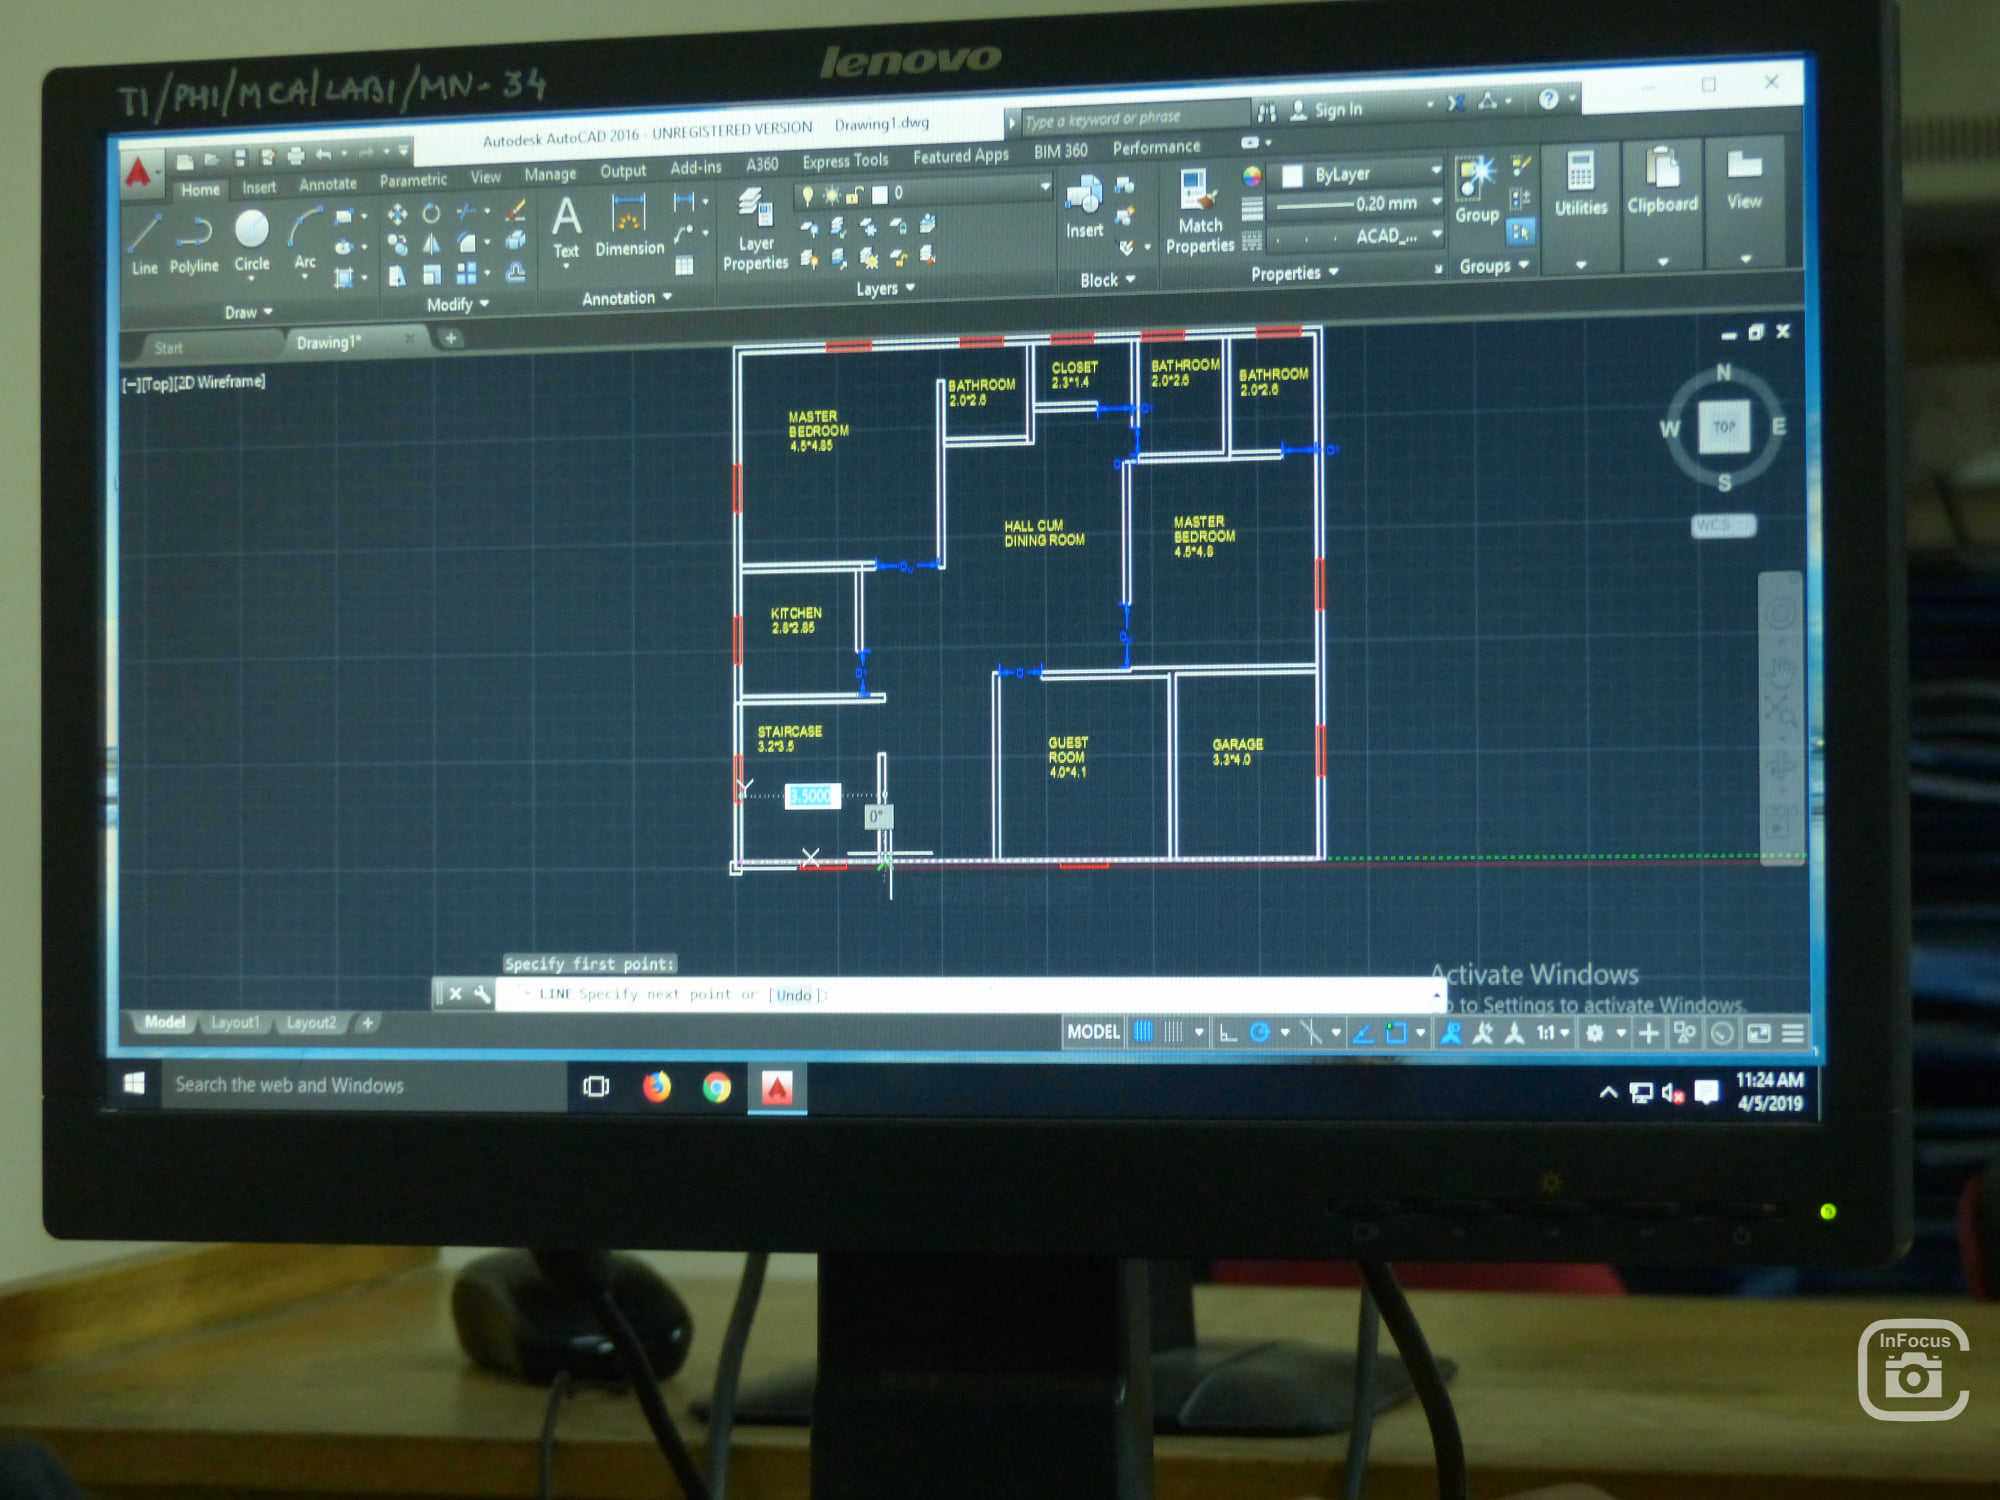 lenovo
TI/PHI/MCA/LAB1/MN-34
Autodesk AutoCAD 2016 - UNREGISTERED VERSION Drawing1.dwg
Type a keyword or phrase
Sign In
Home Insert Annotate Parametric View Manage Output Add-ins A360 Express Tools Featured Apps BIM 360 Performance
Line Polyline Circle Arc
Draw
Modify
Text Dimension
Annotation
Layer
Properties
0
Layers
Insert
Block
Match
Properties
ByLayer
0.20 mm
ACAD_...
Properties
Group
Groups
Utilities
Clipboard
View
Start
Drawing1*
[−][Top][2D Wireframe]
MASTER
BEDROOM
4.5*4.85
BATHROOM
2.0*2.6
CLOSET
2.3*1.4
BATHROOM
2.0*2.6
BATHROOM
2.0*2.6
HALL CUM
DINING ROOM
MASTER
BEDROOM
4.5*4.8
KITCHEN
2.8*2.85
STAIRCASE
3.2*3.5
GUEST
ROOM
4.0*4.1
GARAGE
3.3*4.0
Y
3.5000
0°
X
N
W TOP E
S
WCS
Specify first point:
LINE Specify next point or [Undo]:
Activate Windows
to Settings to activate Windows.
Model Layout1 Layout2
MODEL
1:1
Search the web and Windows
11:24 AM
4/5/2019
InFocus